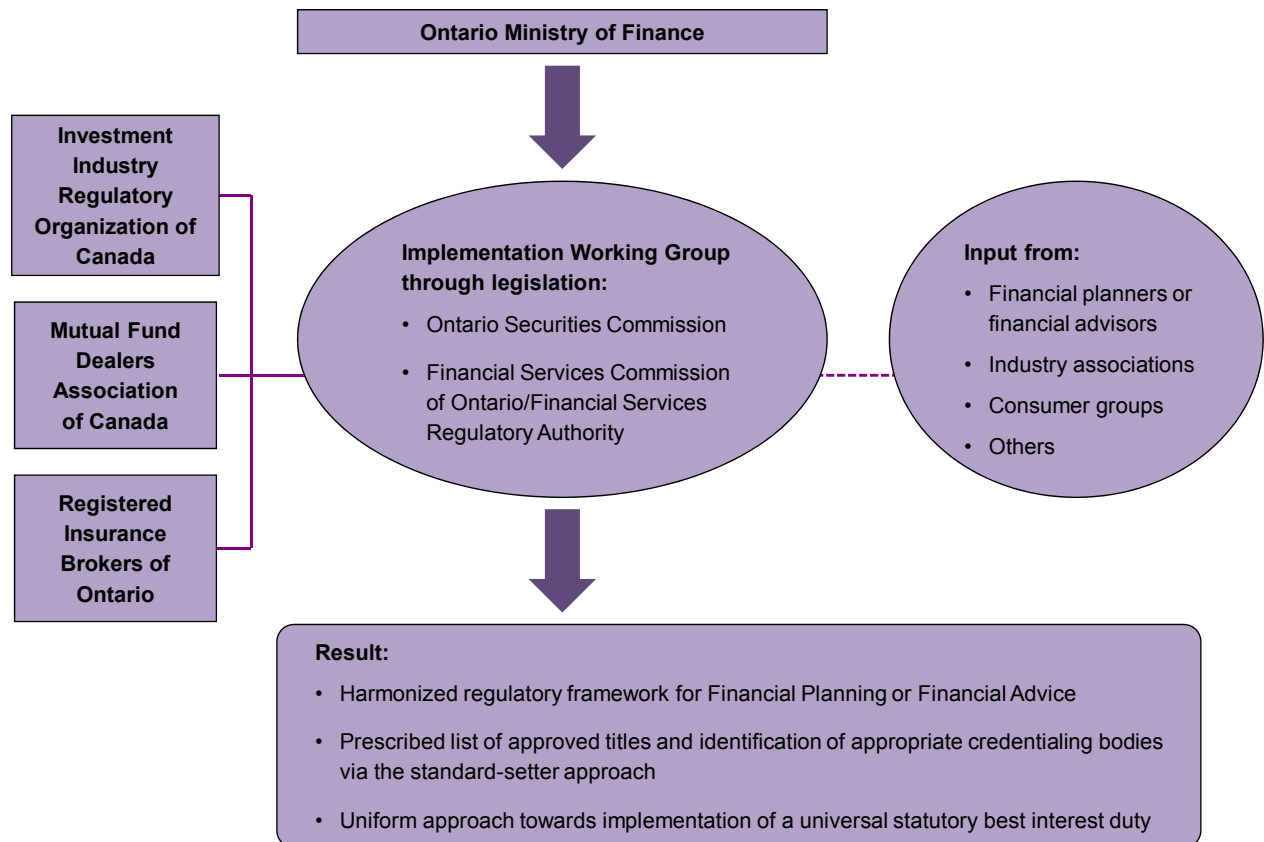 Ontario Ministry of Finance
Investment
Industry
Regulatory
Organization of
Canada
Mutual Fund
Dealers
Association
of Canada
Registered
Insurance
Brokers of
Ontario
Implementation Working Group
through legislation:
• Ontario Securities Commission
• Financial Services Commission
of Ontario/Financial Services
Regulatory Authority
Input from:
• Financial planners or
financial advisors
• Industry associations
• Consumer groups
• Others
Result:
• Harmonized regulatory framework for Financial Planning or Financial Advice
• Prescribed list of approved titles and identification of appropriate credentialing bodies
via the standard-setter approach
• Uniform approach towards implementation of a universal statutory best interest duty